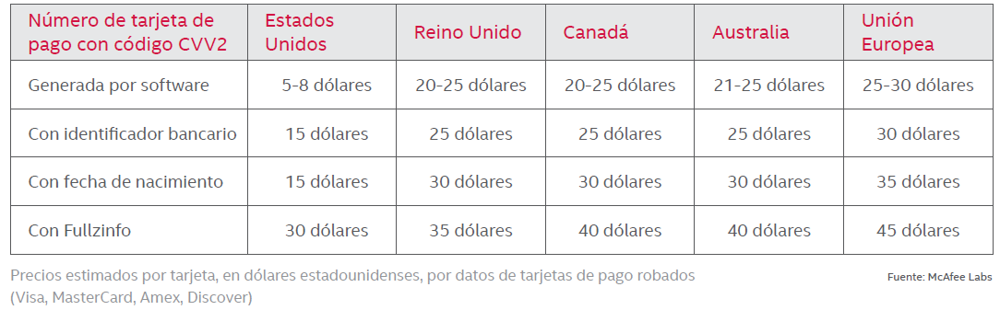 Número de tarjeta de pago con código CVV2 Estados Unidos Reino Unido Canadá Australia Unión Europea
Generada por software 5-8 dólares 20-25 dólares 20-25 dólares 21-25 dólares 25-30 dólares
Con identificador bancario 15 dólares 25 dólares 25 dólares 25 dólares 30 dólares
Con fecha de nacimiento 15 dólares 30 dólares 30 dólares 30 dólares 35 dólares
Con Fullzinfo 30 dólares 35 dólares 40 dólares 40 dólares 45 dólares
Precios estimados por tarjeta, en dólares estadounidenses, por datos de tarjetas de pago robados
(Visa, MasterCard, Amex, Discover)
Fuente: McAfee Labs